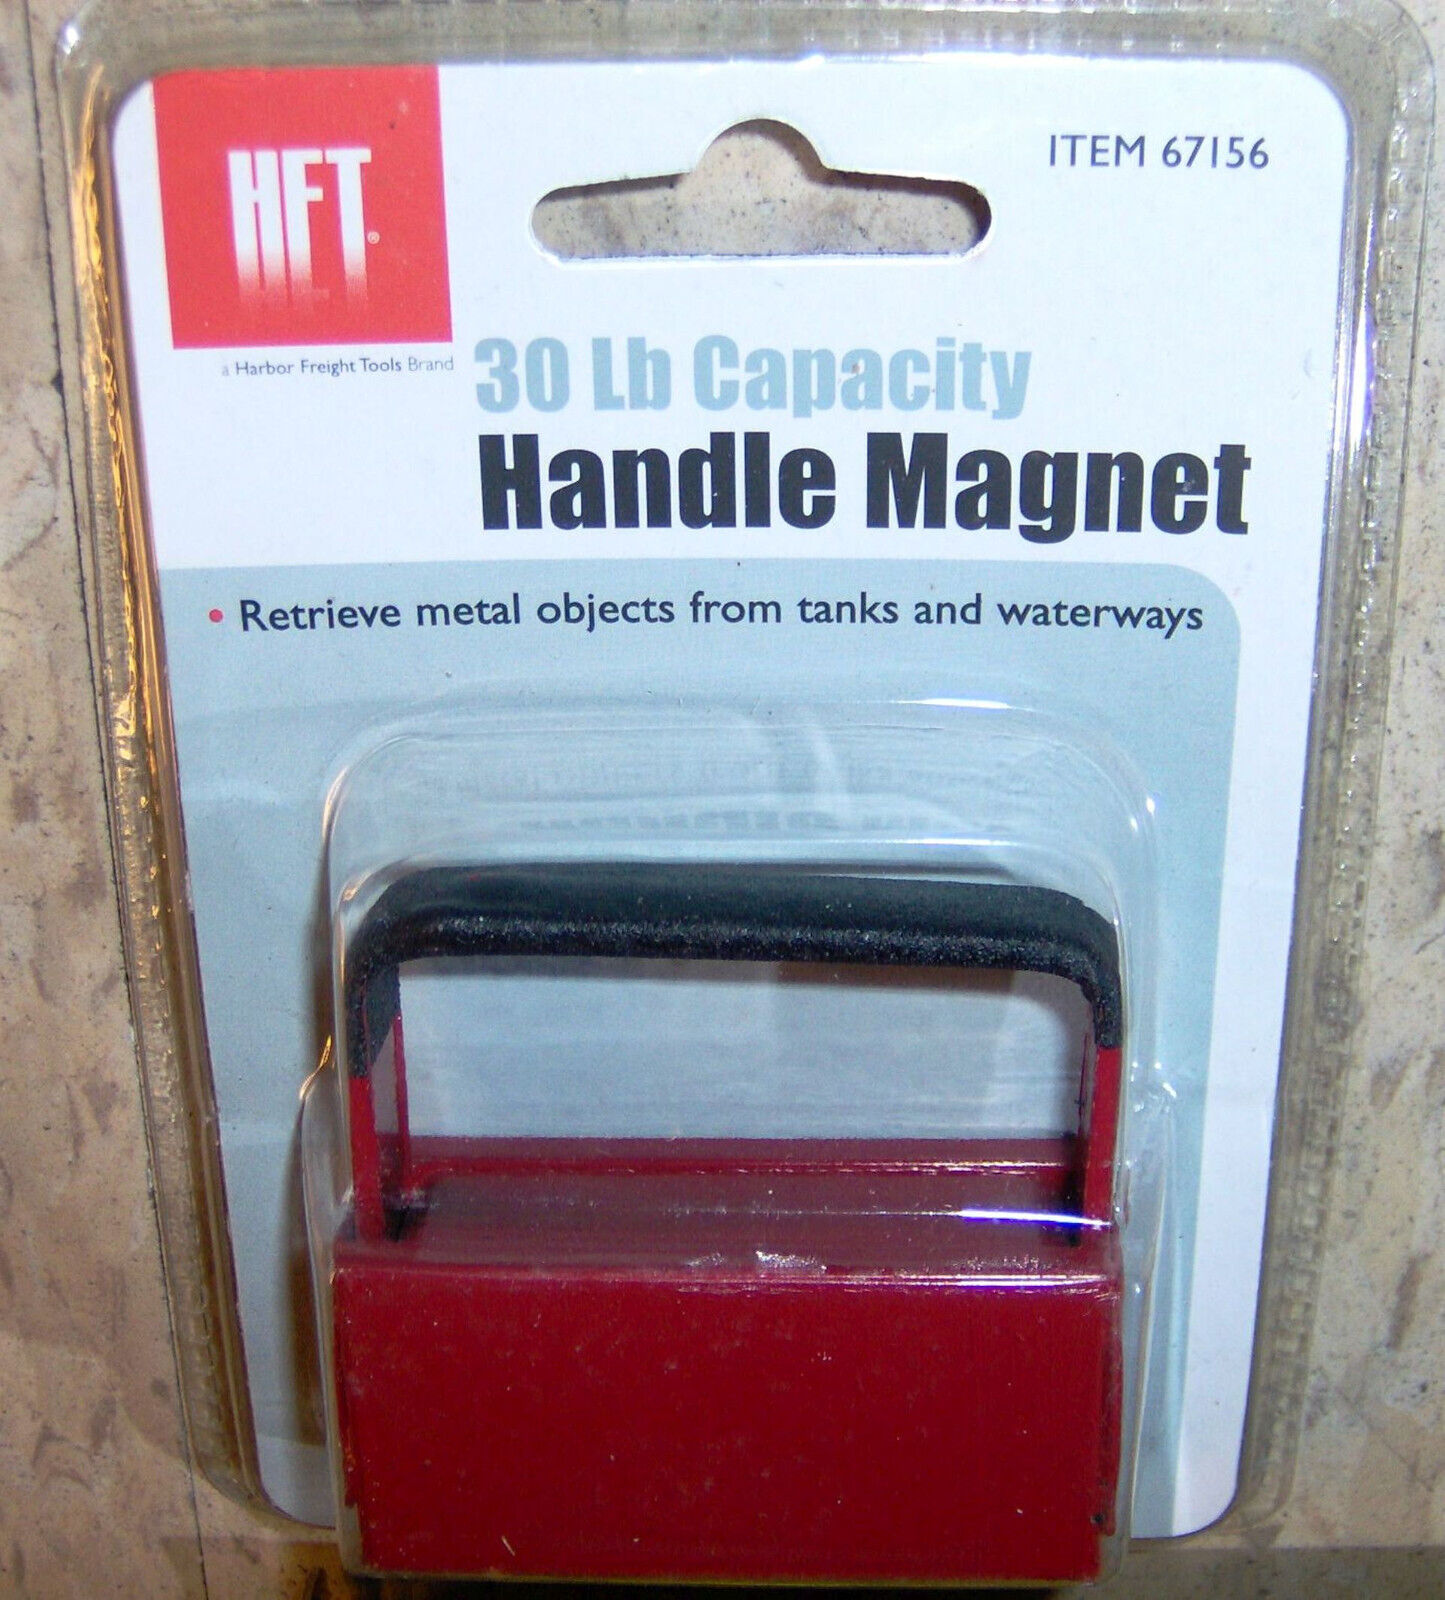 HFT®
a Harbor Freight Tools Brand
ITEM 67156
30 Lb Capacity
Handle Magnet
• Retrieve metal objects from tanks and waterways